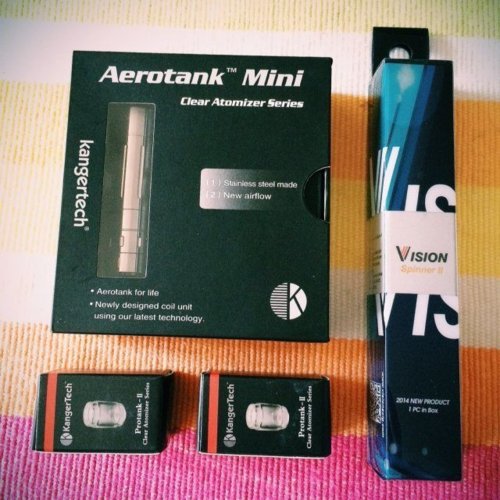 Aerotank™ Mini
Clear Atomizer Series
kangertech®
(1) Stainless steel made
(2) New airflow
• Aerotank for life
• Newly designed coil unit
using our latest technology.
K
VISION
Spinner II
VIS
VIS
2014 NEW PRODUCT
1 PC in Box
KangerTech
Protank-II
Clear Atomizer Series
KangerTech
Protank-II
Clear Atomizer Series